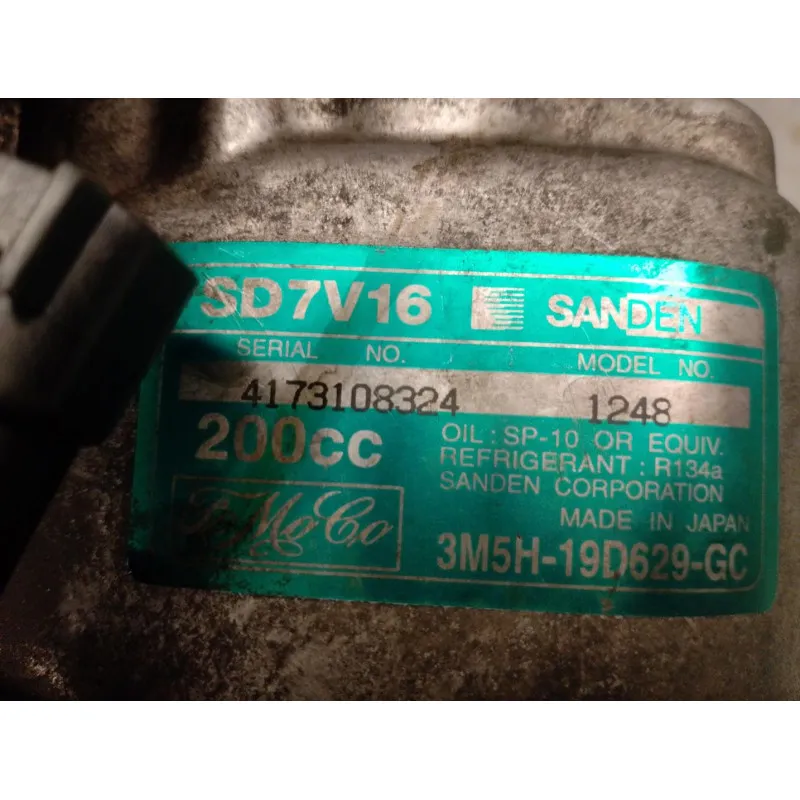 SD7V16 SANDEN
SERIAL NO. MODEL NO.
4173108324 1248
200CC
OIL : SP-10 OR EQUIV.
REFRIGERANT : R134a
SANDEN CORPORATION
FoMoCo
MADE IN JAPAN
3M5H-19D629-GC